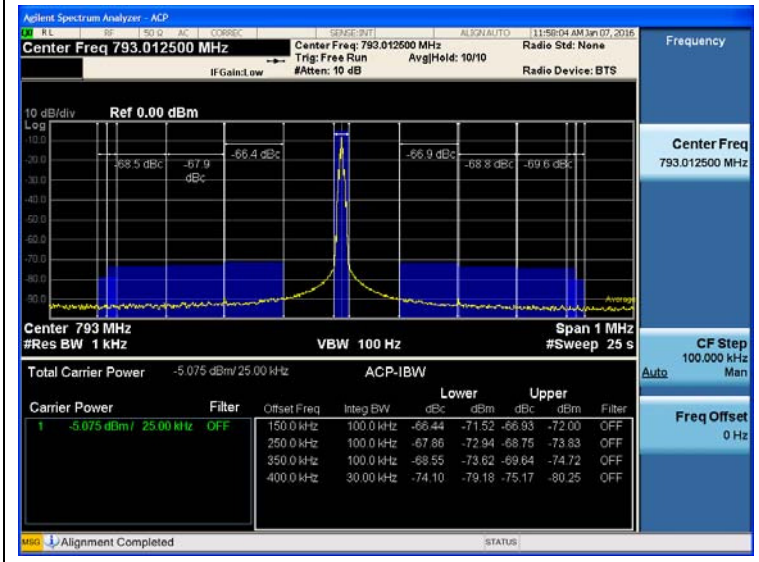 Agilent Spectrum Analyzer - ACP
RL RF 50 Ω AC CORREC SENSE:INT ALIGN AUTO 11:58:04 AM Jan 07, 2016
Center Freq 793.012500 MHz
Center Freq: 793.012500 MHz
Radio Std: None
Trig: Free Run Avg|Hold: 10/10
IFGain:Low #Atten: 10 dB Radio Device: BTS
Frequency
10 dB/div Ref 0.00 dBm
Log
-10.0
-20.0
-30.0
-40.0
-50.0
-60.0
-70.0
-80.0
-90.0
-68.5 dBc -67.9 dBc -66.4 dBc -66.9 dBc -68.8 dBc -69.6 dBc
Average
Center 793 MHz Span 1 MHz
#Res BW 1 kHz VBW 100 Hz #Sweep 25 s
Center Freq
793.012500 MHz
CF Step
100.000 kHz
Auto Man
Freq Offset
0 Hz
Total Carrier Power -5.075 dBm/ 25.00 kHz ACP-IBW
Lower Upper
Carrier Power Filter Offset Freq Integ BW dBc dBm dBc dBm Filter
1 -5.075 dBm / 25.00 kHz OFF 150.0 kHz 100.0 kHz -66.44 -71.52 -66.93 -72.00 OFF
250.0 kHz 100.0 kHz -67.86 -72.94 -68.75 -73.83 OFF
350.0 kHz 100.0 kHz -68.55 -73.62 -69.64 -74.72 OFF
400.0 kHz 30.00 kHz -74.10 -79.18 -75.17 -80.25 OFF
MSG Alignment Completed STATUS